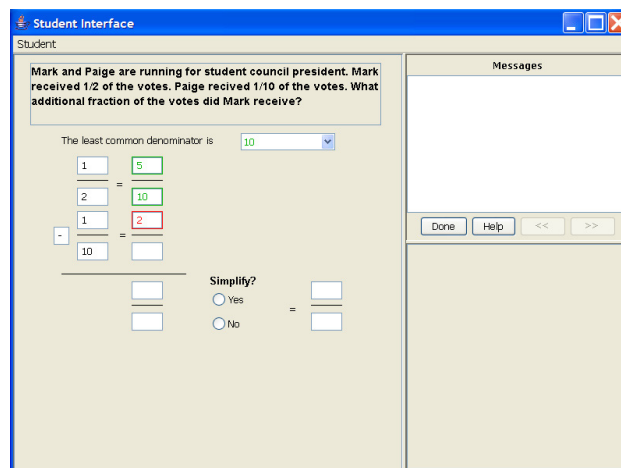 Student Interface
Student
Mark and Paige are running for student council president. Mark
received 1/2 of the votes. Paige recived 1/10 of the votes. What
additional fraction of the votes did Mark receive?
The least common denominator is 10
1 5
=
2 10
1 2
- =
10
Simplify?
Yes
=
No
Messages
Done Help << >>